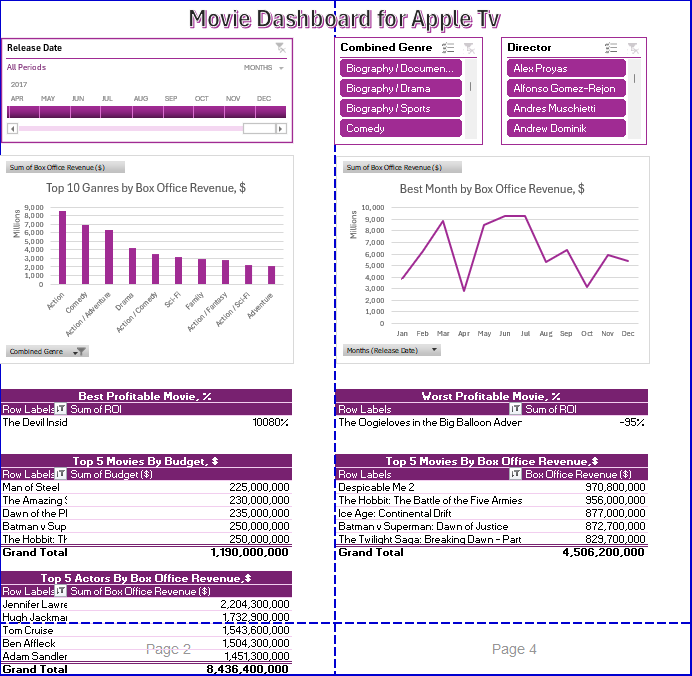 Movie Dashboard for Apple Tv
Release Date
All Periods
MONTHS
2017
APR MAY JUN JUL AUG SEP OCT NOV DEC
Combined Genre
Biography / Documen...
Biography / Drama
Biography / Sports
Comedy
Director
Alex Proyas
Alfonso Gomez-Rejon
Andres Muschietti
Andrew Dominik
Sum of Box Office Revenue ($)
Top 10 Ganres by Box Office Revenue, $
Millions
9,000
8,000
7,000
6,000
5,000
4,000
3,000
2,000
1,000
0
Action
Comedy
Action / Adventure
Drama
Action / Comedy
Sci-Fi
Family
Action / Fantasy
Action / Sci-Fi
Adventure
Combined Genre
Sum of Box Office Revenue ($)
Best Month by Box Office Revenue, $
Millions
10,000
9,000
8,000
7,000
6,000
5,000
4,000
3,000
2,000
1,000
0
Jan Feb Mar Apr May Jun Jul Aug Sep Oct Nov Dec
Months (Release Date)
Best Profitable Movie, %
Row Labels Sum of ROI
The Devil Insid 10080%
Worst Profitable Movie, %
Row Labels Sum of ROI
The Oogieloves in the Big Balloon Adven -95%
Top 5 Movies By Budget, $
Row Labels Sum of Budget ($)
Man of Steel 225,000,000
The Amazing S 230,000,000
Dawn of the Pl 235,000,000
Batman v Sup 250,000,000
The Hobbit: Th 250,000,000
Grand Total 1,190,000,000
Top 5 Movies By Box Office Revenue,$
Row Labels Box Office Revenue ($)
Despicable Me 2 970,800,000
The Hobbit: The Battle of the Five Armies 956,000,000
Ice Age: Continental Drift 877,000,000
Batman v Superman: Dawn of Justice 872,700,000
The Twilight Saga: Breaking Dawn - Part 829,700,000
Grand Total 4,506,200,000
Top 5 Actors By Box Office Revenue,$
Row Labels Sum of Box Office Revenue ($)
Jennifer Lawre 2,204,300,000
Hugh Jackman 1,732,900,000
Tom Cruise 1,543,600,000
Ben Affleck 1,504,300,000
Adam Sandler 1,451,300,000
Grand Total 8,436,400,000
Page 2
Page 4